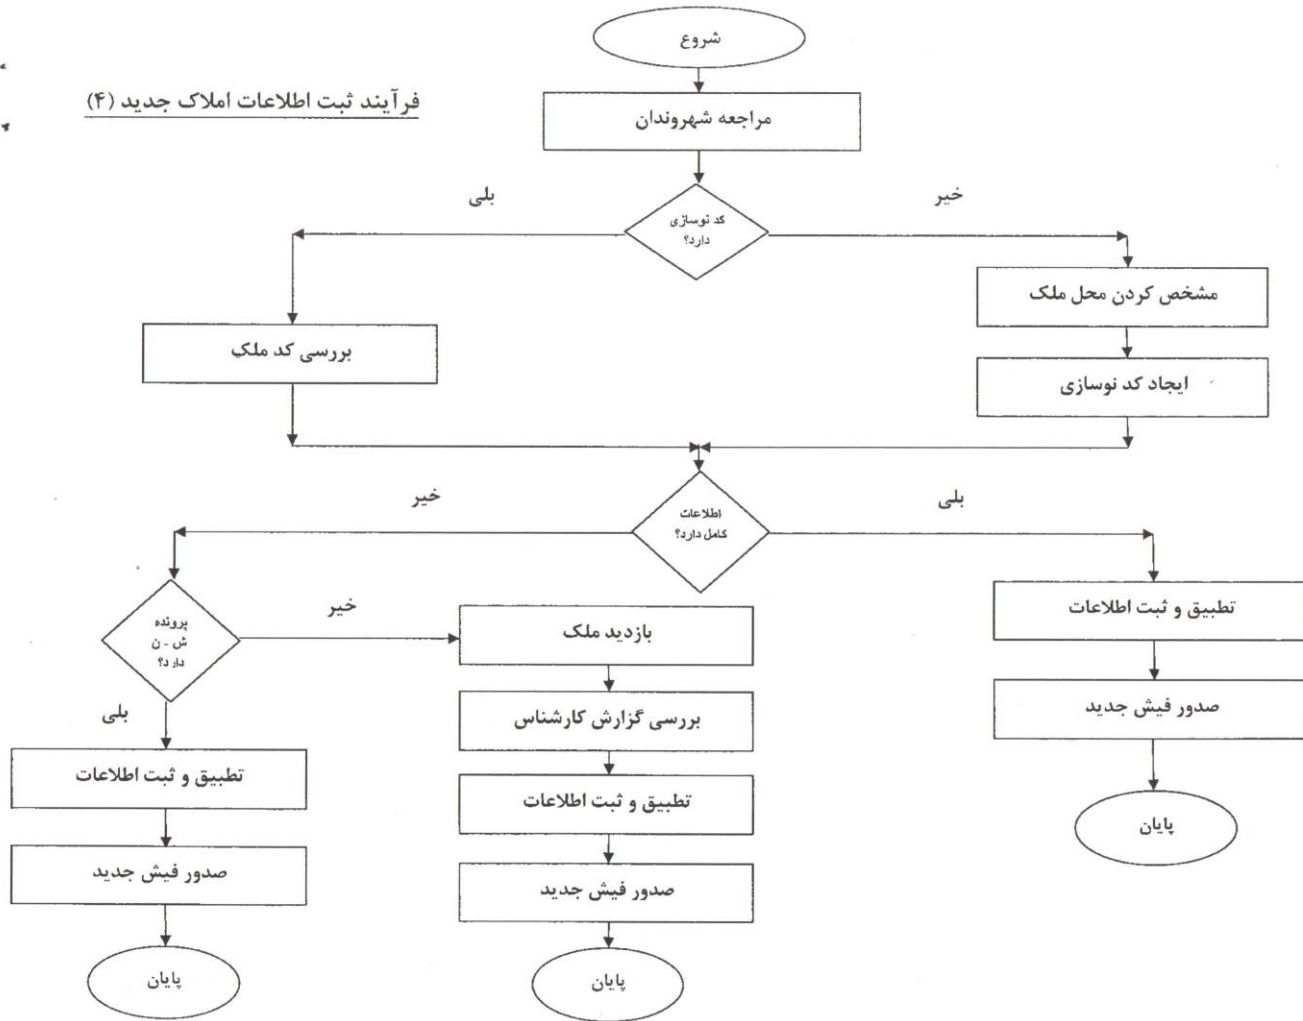 شروع
فرآیند ثبت اطلاعات املاک جدید (۴)
مراجعه شهروندان
بلی
خیر
کد نوسازی
دارد؟
مشخص کردن محل ملک
بررسی کد ملک
ایجاد کد نوسازی
خیر
بلی
اطلاعات
کامل دارد؟
پرونده
ش - ن
دارد؟
خیر
بازدید ملک
تطبیق و ثبت اطلاعات
بلی
بررسی گزارش کارشناس
صدور فیش جدید
تطبیق و ثبت اطلاعات
تطبیق و ثبت اطلاعات
پایان
صدور فیش جدید
صدور فیش جدید
پایان
پایان